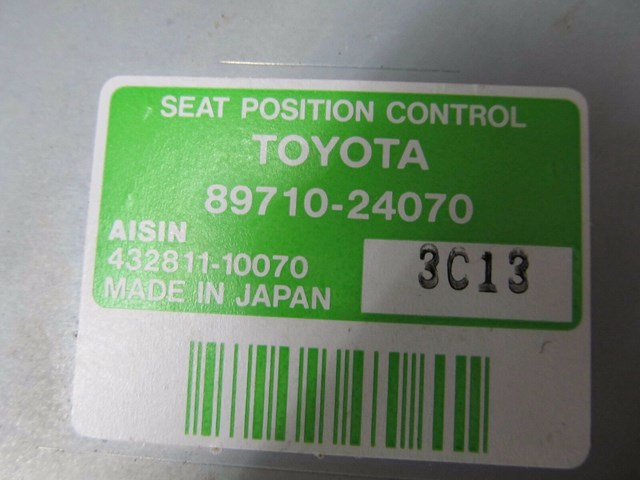 SEAT POSITION CONTROL
TOYOTA
89710-24070
AISIN
432811-10070
MADE IN JAPAN
3C13